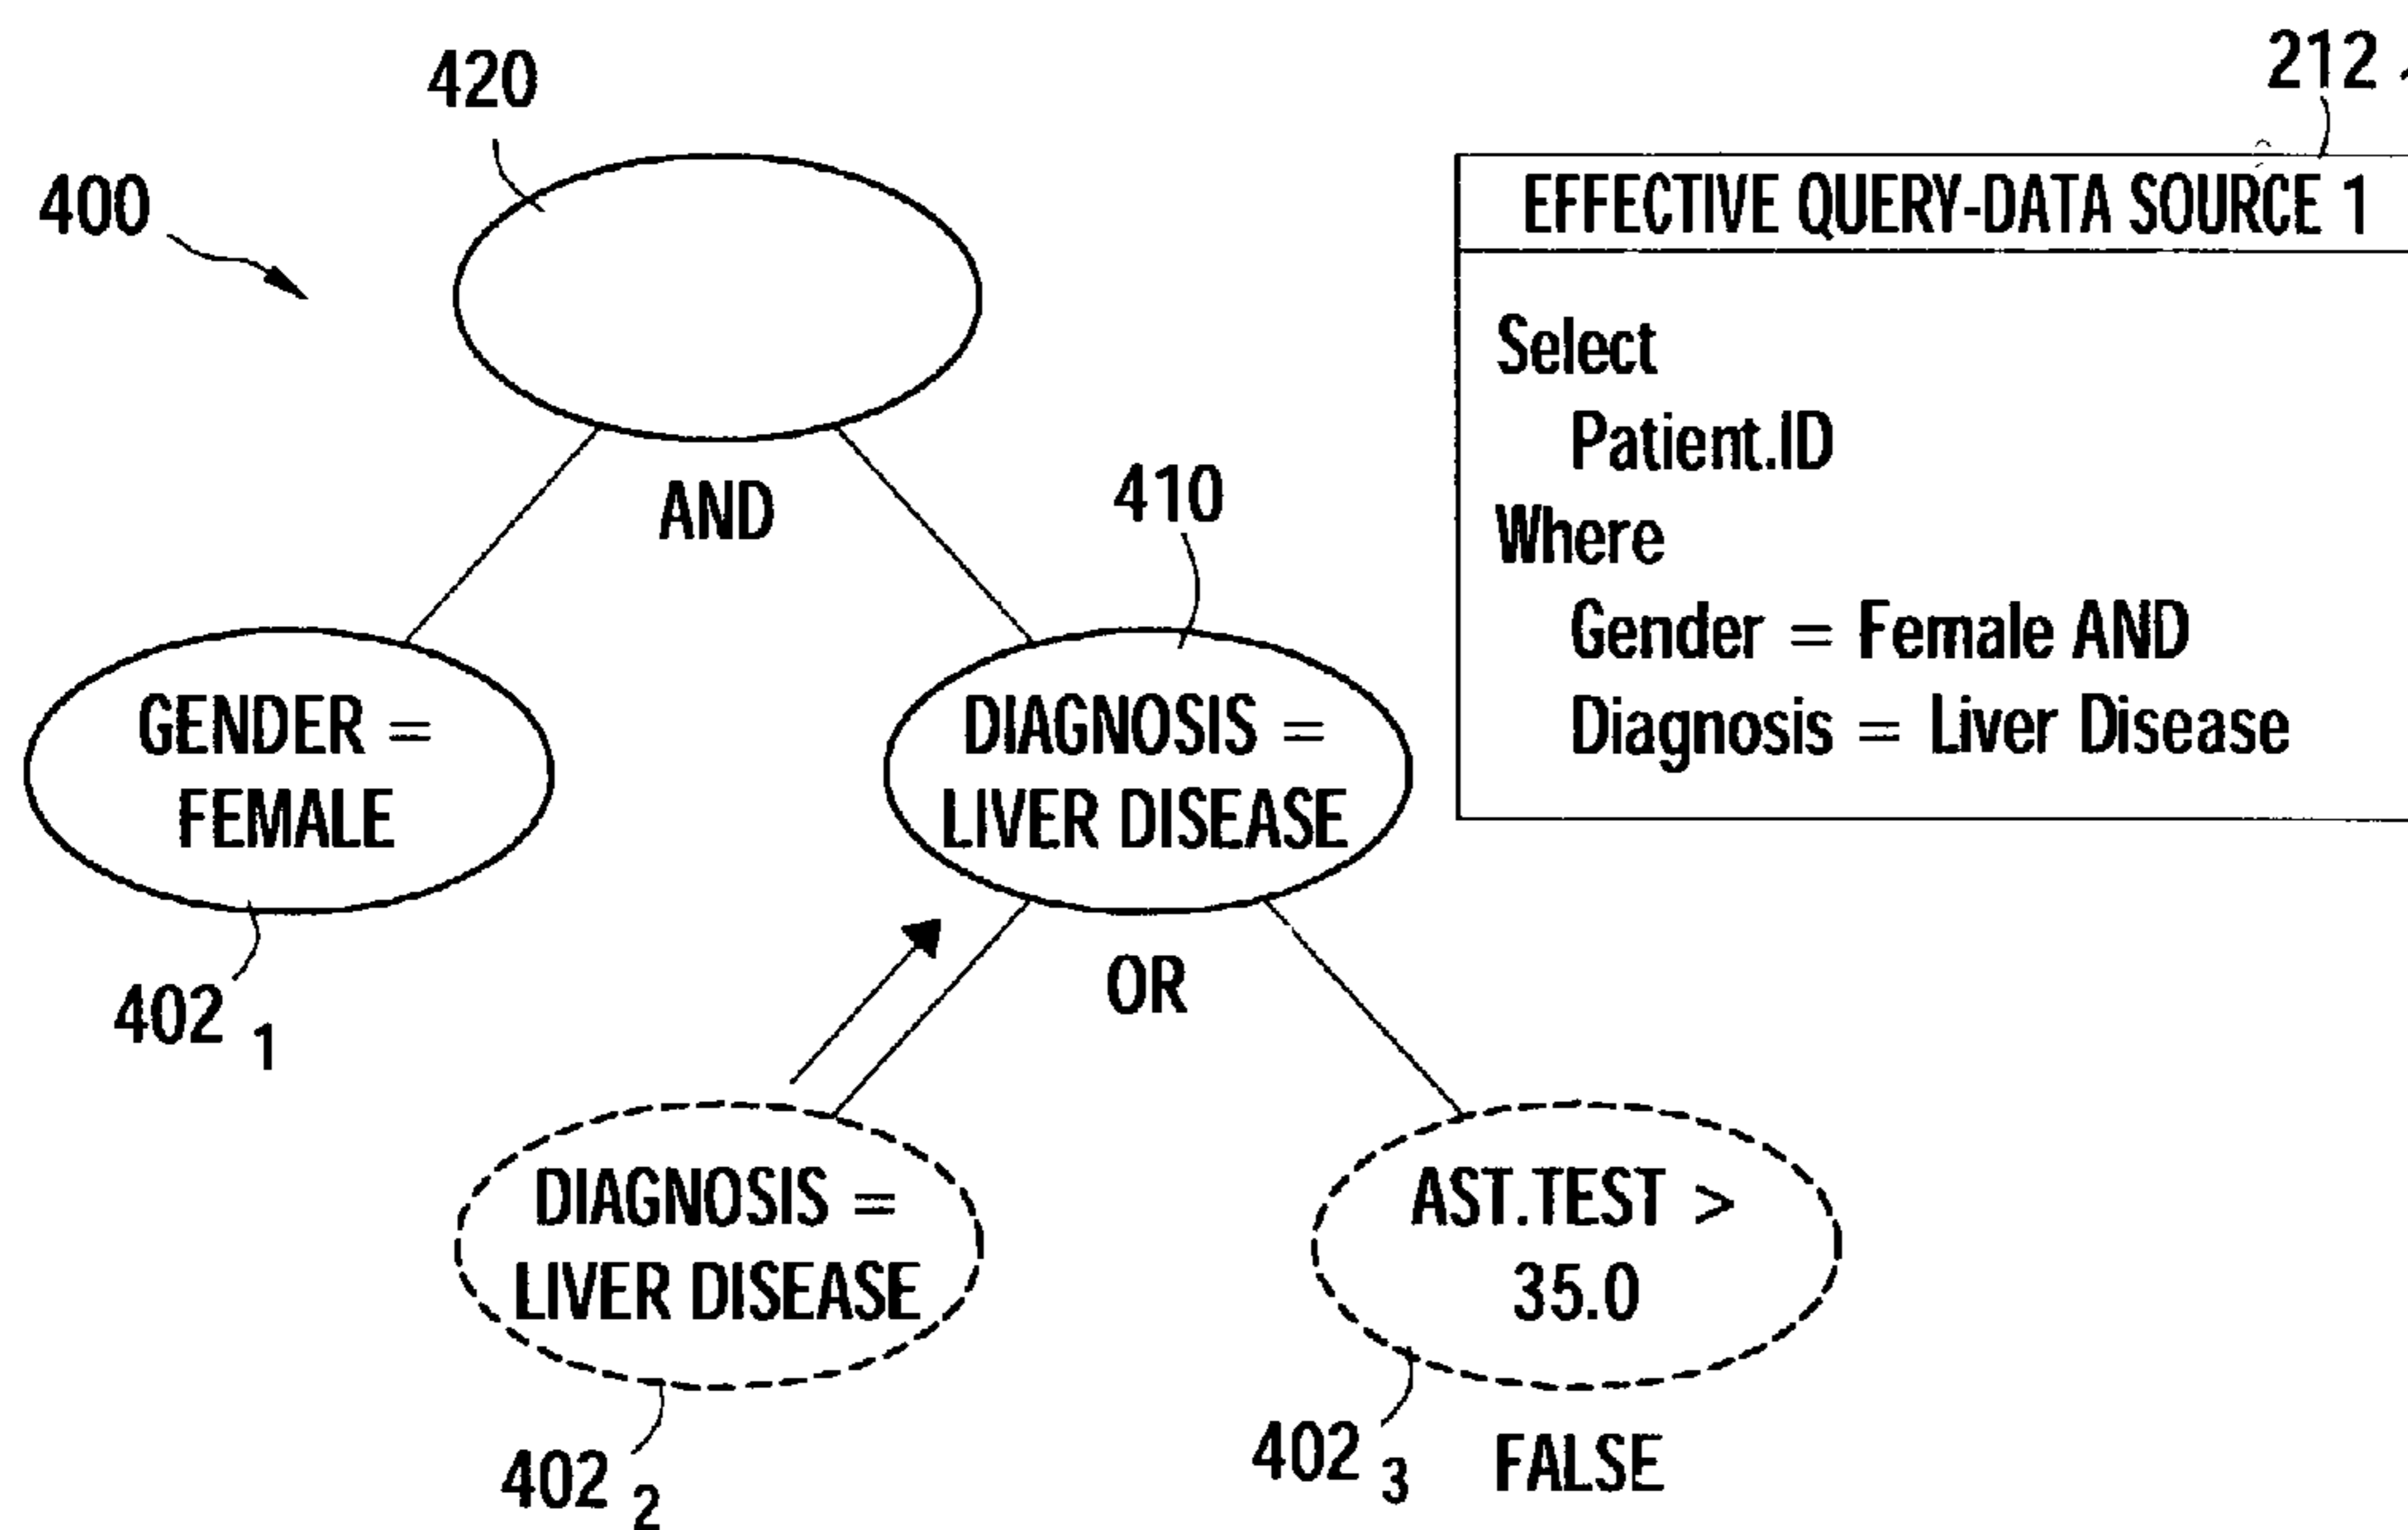 420
400
AND
410
GENDER =
FEMALE
402 1
DIAGNOSIS =
LIVER DISEASE
OR
DIAGNOSIS =
LIVER DISEASE
402 2
AST.TEST >
35.0
402 3
FALSE
212
EFFECTIVE QUERY-DATA SOURCE 1
Select
Patient.ID
Where
Gender = Female AND
Diagnosis = Liver Disease